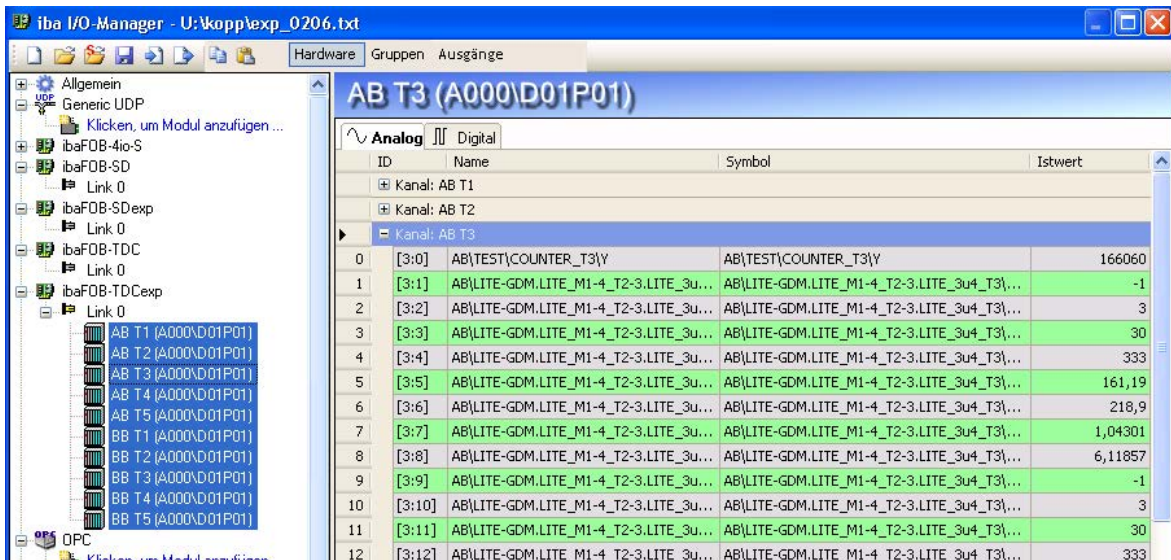 iba I/O-Manager - U:\kopp\exp_0206.txt
Hardware Gruppen Ausgänge
Allgemein
Generic UDP
Klicken, um Modul anzufügen ...
ibaFOB-4io-S
ibaFOB-SD
Link 0
ibaFOB-SDexp
Link 0
ibaFOB-TDC
Link 0
ibaFOB-TDCexp
Link 0
AB T1 (A000\D01P01)
AB T2 (A000\D01P01)
AB T3 (A000\D01P01)
AB T4 (A000\D01P01)
AB T5 (A000\D01P01)
BB T1 (A000\D01P01)
BB T2 (A000\D01P01)
BB T3 (A000\D01P01)
BB T4 (A000\D01P01)
BB T5 (A000\D01P01)
OPC
Klicken, um Modul anzufügen
AB T3 (A000\D01P01)
Analog Digital
ID Name Symbol Istwert
Kanal: AB T1
Kanal: AB T2
Kanal: AB T3
0 [3:0] AB\TEST\COUNTER_T3\Y AB\TEST\COUNTER_T3\Y 166060
1 [3:1] AB\LITE-GDM.LITE_M1-4_T2-3.LITE_3u... AB\LITE-GDM.LITE_M1-4_T2-3.LITE_3u4_T3\... -1
2 [3:2] AB\LITE-GDM.LITE_M1-4_T2-3.LITE_3u... AB\LITE-GDM.LITE_M1-4_T2-3.LITE_3u4_T3\... 3
3 [3:3] AB\LITE-GDM.LITE_M1-4_T2-3.LITE_3u... AB\LITE-GDM.LITE_M1-4_T2-3.LITE_3u4_T3\... 30
4 [3:4] AB\LITE-GDM.LITE_M1-4_T2-3.LITE_3u... AB\LITE-GDM.LITE_M1-4_T2-3.LITE_3u4_T3\... 333
5 [3:5] AB\LITE-GDM.LITE_M1-4_T2-3.LITE_3u... AB\LITE-GDM.LITE_M1-4_T2-3.LITE_3u4_T3\... 161,19
6 [3:6] AB\LITE-GDM.LITE_M1-4_T2-3.LITE_3u... AB\LITE-GDM.LITE_M1-4_T2-3.LITE_3u4_T3\... 218,9
7 [3:7] AB\LITE-GDM.LITE_M1-4_T2-3.LITE_3u... AB\LITE-GDM.LITE_M1-4_T2-3.LITE_3u4_T3\... 1,04301
8 [3:8] AB\LITE-GDM.LITE_M1-4_T2-3.LITE_3u... AB\LITE-GDM.LITE_M1-4_T2-3.LITE_3u4_T3\... 6,11857
9 [3:9] AB\LITE-GDM.LITE_M1-4_T2-3.LITE_3u... AB\LITE-GDM.LITE_M1-4_T2-3.LITE_3u4_T3\... -1
10 [3:10] AB\LITE-GDM.LITE_M1-4_T2-3.LITE_3u... AB\LITE-GDM.LITE_M1-4_T2-3.LITE_3u4_T3\... 3
11 [3:11] AB\LITE-GDM.LITE_M1-4_T2-3.LITE_3u... AB\LITE-GDM.LITE_M1-4_T2-3.LITE_3u4_T3\... 30
12 [3:12] AB\LITE-GDM.LITE_M1-4_T2-3.LITE_3u... AB\LITE-GDM.LITE_M1-4_T2-3.LITE_3u4_T3\... 333